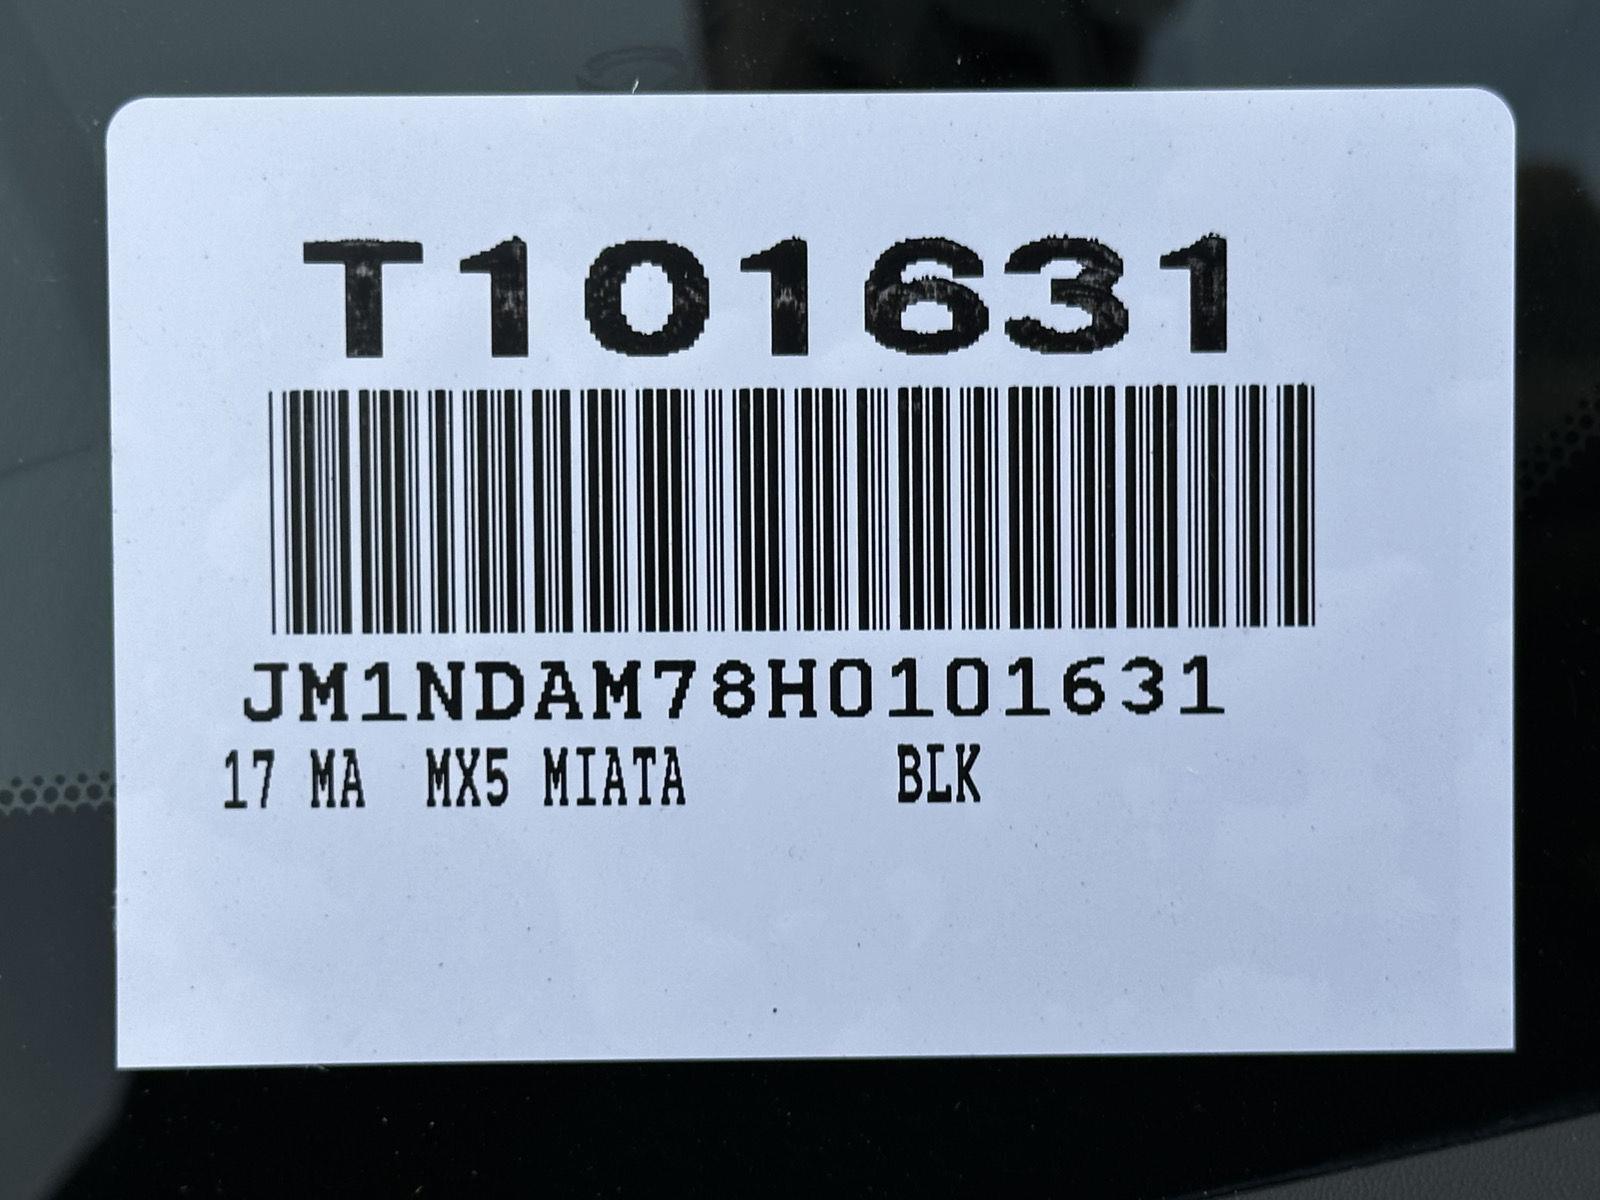 T101631
JM1NDAM78H0101631
17 MA MX5 MIATA BLK